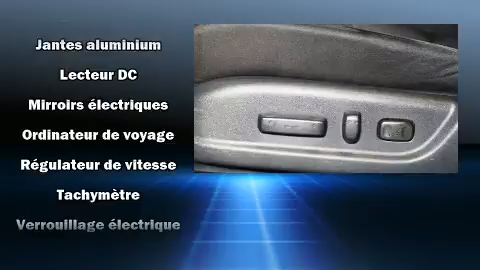 Jantes aluminium
Lecteur DC
Mirroirs électriques
Ordinateur de voyage
Régulateur de vitesse
Tachymètre
Verrouillage électrique